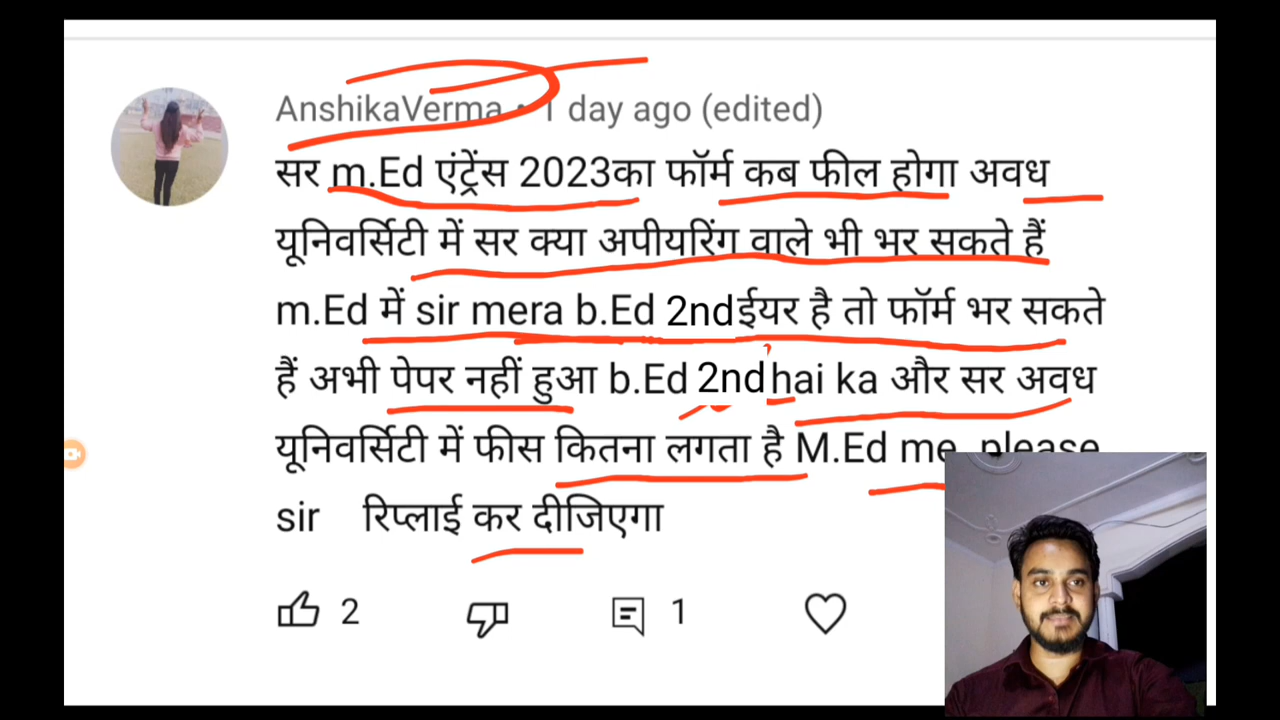 AnshikaVerma • 1 day ago (edited)
सर m.Ed एंट्रेंस 2023का फॉर्म कब फील होगा अवध
यूनिवर्सिटी में सर क्या अपीयरिंग वाले भी भर सकते हैं
m.Ed में sir mera b.Ed 2ndईयर है तो फॉर्म भर सकते
हैं अभी पेपर नहीं हुआ b.Ed 2nd hai ka और सर अवध
यूनिवर्सिटी में फीस कितना लगता है M.Ed me please
sir रिप्लाई कर दीजिएगा
2 1